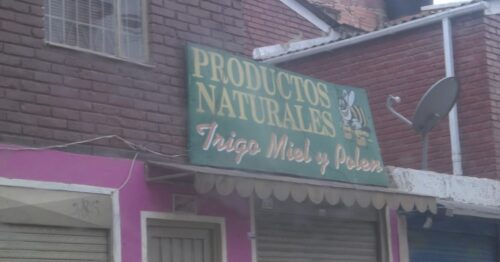 PRODUCTOS
NATURALES
Trigo Miel y Polen